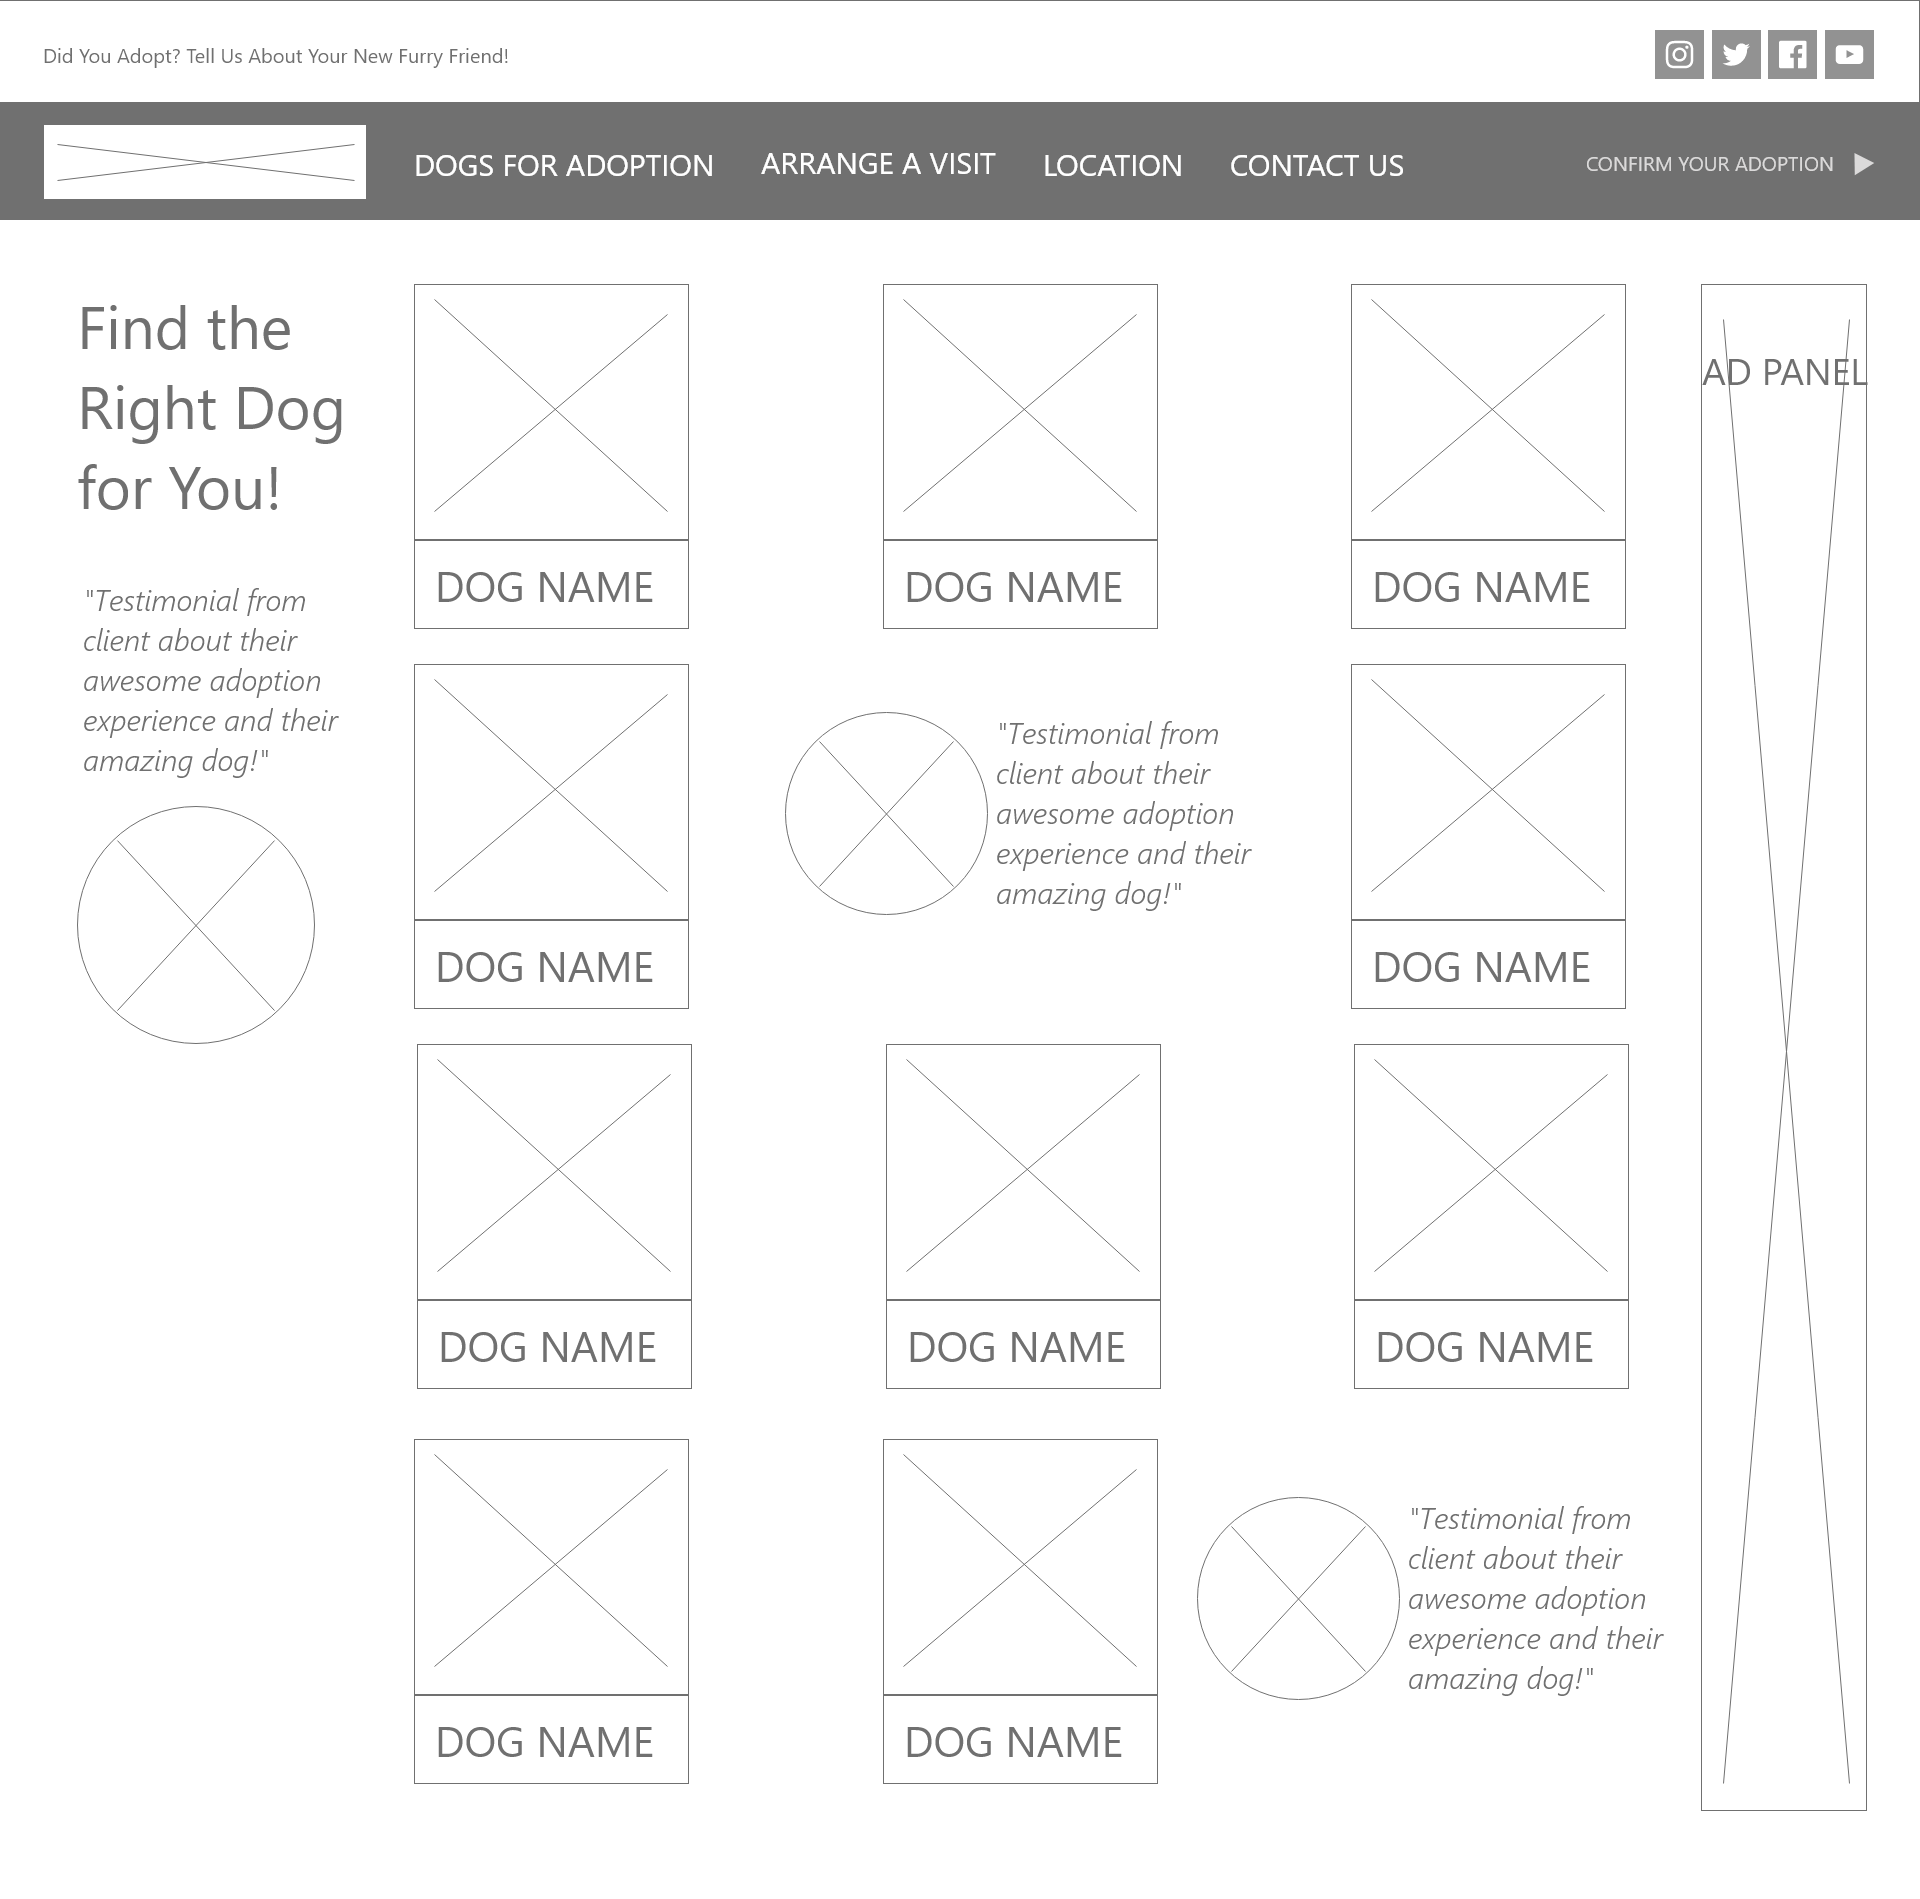 Did You Adopt? Tell Us About Your New Furry Friend!
DOGS FOR ADOPTION
ARRANGE A VISIT
LOCATION
CONTACT US
CONFIRM YOUR ADOPTION
Find the
Right Dog
for You!
"Testimonial from
client about their
awesome adoption
experience and their
amazing dog!"
DOG NAME
DOG NAME
DOG NAME
AD PANEL
DOG NAME
"Testimonial from
client about their
awesome adoption
experience and their
amazing dog!"
DOG NAME
DOG NAME
DOG NAME
DOG NAME
DOG NAME
DOG NAME
"Testimonial from
client about their
awesome adoption
experience and their
amazing dog!"